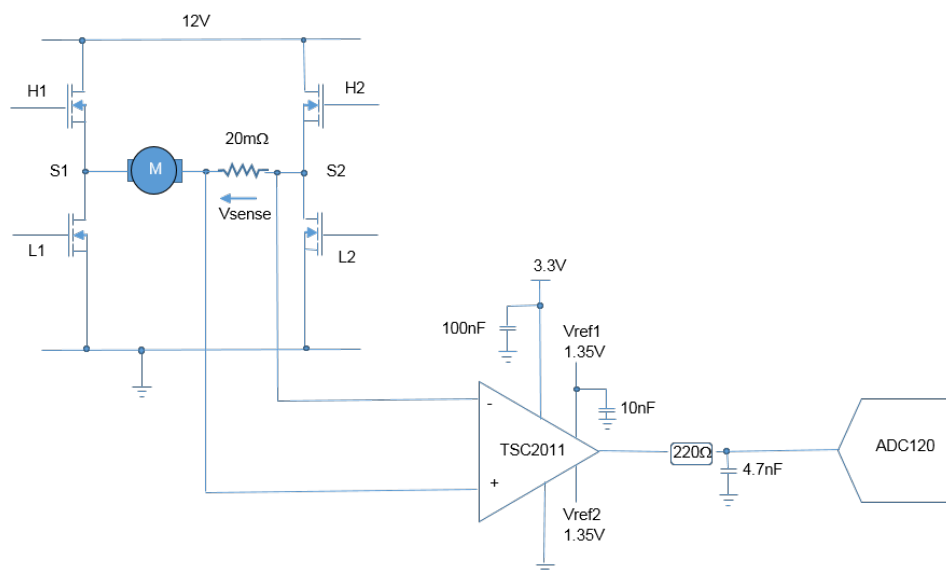 12V
H1
H2
20mΩ
S1
M
S2
Vsense
L1
L2
3.3V
100nF
Vref1
1.35V
10nF
-
TSC2011
+
220Ω
4.7nF
ADC120
Vref2
1.35V